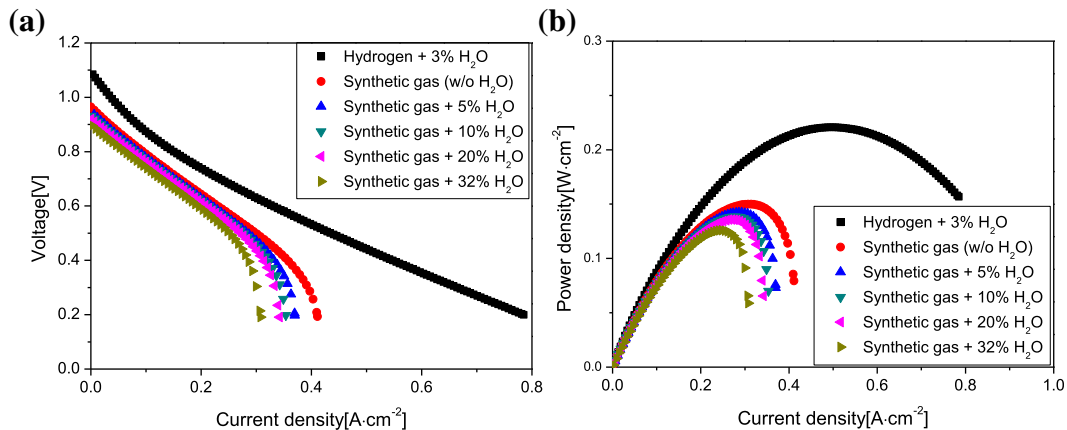 (a)
1.2
1.0
0.8
0.6
0.4
0.2
0.0
Voltage[V]
0.0 0.2 0.4 0.6 0.8
Current density[A·cm⁻²]
Hydrogen + 3% H₂O
Synthetic gas (w/o H₂O)
Synthetic gas + 5% H₂O
Synthetic gas + 10% H₂O
Synthetic gas + 20% H₂O
Synthetic gas + 32% H₂O
(b)
0.3
0.2
0.1
0.0
Power density[W·cm⁻²]
0.0 0.2 0.4 0.6 0.8 1.0
Current density[A·cm⁻²]
Hydrogen + 3% H₂O
Synthetic gas (w/o H₂O)
Synthetic gas + 5% H₂O
Synthetic gas + 10% H₂O
Synthetic gas + 20% H₂O
Synthetic gas + 32% H₂O